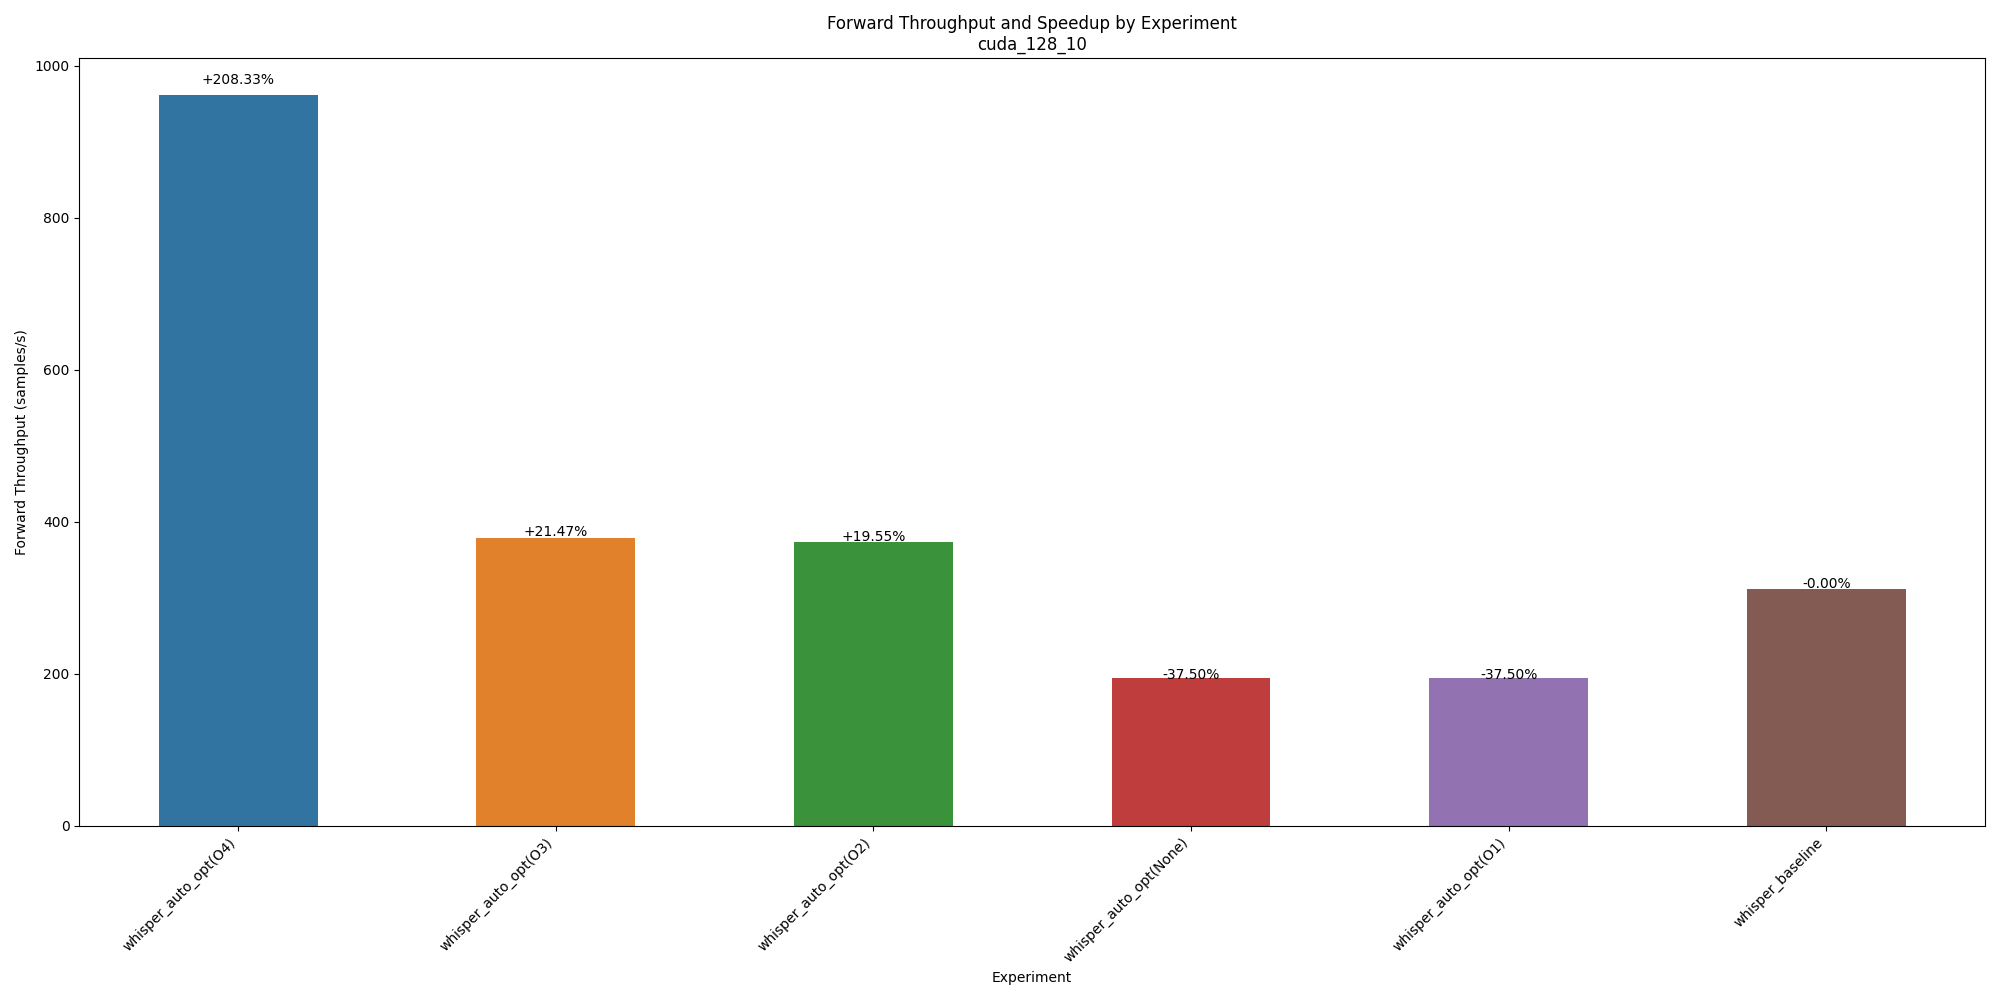 Forward Throughput and Speedup by Experiment
cuda_128_10
Forward Throughput (samples/s)
1000
800
600
400
200
0
+208.33%
+21.47%
+19.55%
-37.50%
-37.50%
-0.00%
whisper_auto_opt(O4)
whisper_auto_opt(O3)
whisper_auto_opt(O2)
whisper_auto_opt(None)
whisper_auto_opt(O1)
whisper_baseline
Experiment